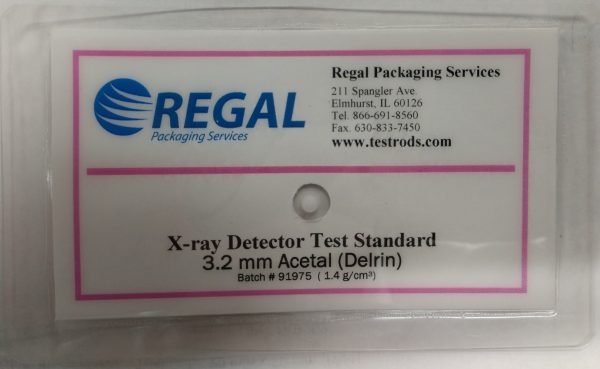 REGAL
Packaging Services
Regal Packaging Services
211 Spangler Ave.
Elmhurst, IL 60126
Tel. 866-691-8560
Fax. 630-833-7450
www.testrods.com
X-ray Detector Test Standard
3.2 mm Acetal (Delrin)
Batch # 91975 ( 1.4 g/cm³)